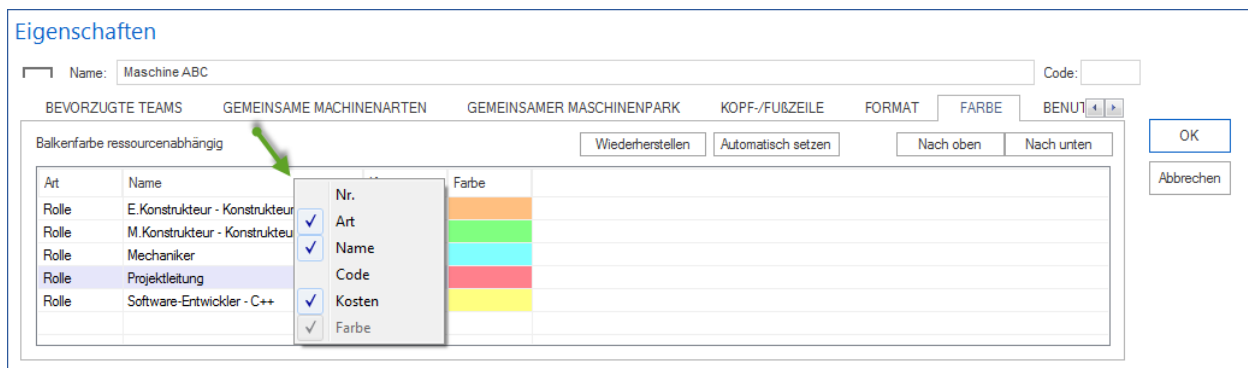 Eigenschaften
Name: Maschine ABC Code:
BEVORZUGTE TEAMS GEMEINSAME MACHINENARTEN GEMEINSAMER MASCHINENPARK KOPF-/FUßZEILE FORMAT FARBE BENUT
Balkenfarbe ressourcenabhängig Wiederherstellen Automatisch setzen Nach oben Nach unten
OK
Abbrechen
Art Name Farbe
Rolle E.Konstrukteur - Konstrukteur
Rolle M.Konstrukteur - Konstrukteu
Rolle Mechaniker
Rolle Projektleitung
Rolle Software-Entwickler - C++
Nr.
Art
Name
Code
Kosten
Farbe